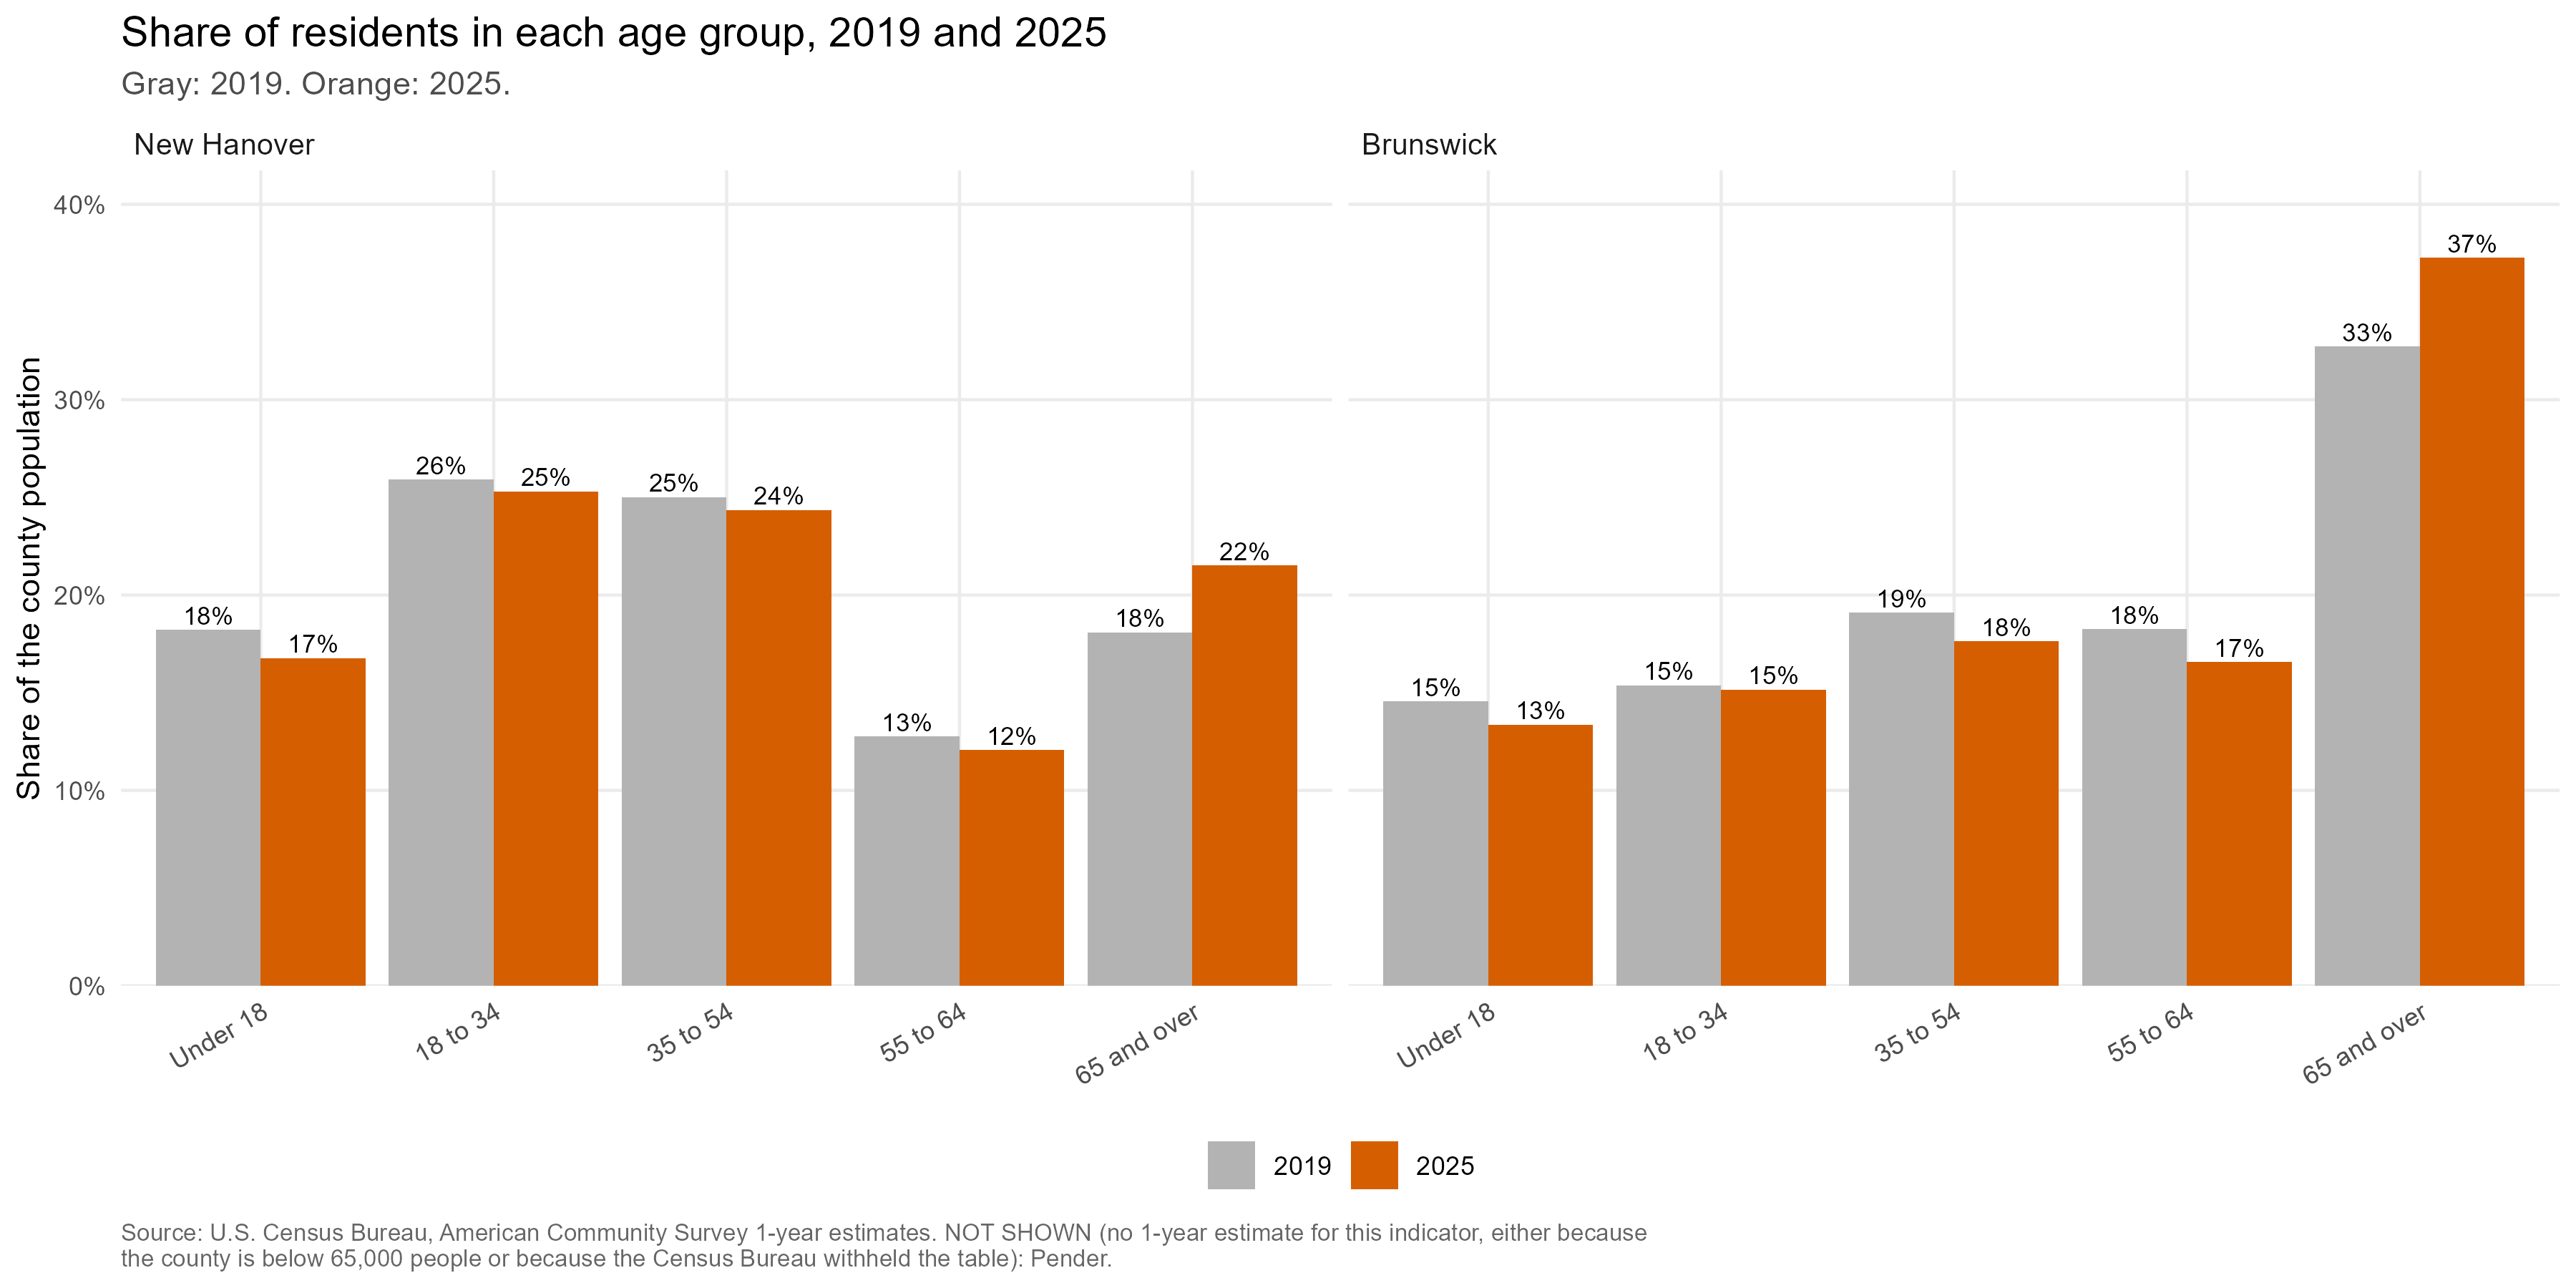 Share of residents in each age group, 2019 and 2025
Gray: 2019. Orange: 2025.
New Hanover
Brunswick
Share of the county population
40%
30%
20%
10%
0%
18%
17%
26%
25%
25%
24%
13%
12%
18%
22%
15%
13%
15%
15%
19%
18%
18%
17%
33%
37%
Under 18
18 to 34
35 to 54
55 to 64
65 and over
Under 18
18 to 34
35 to 54
55 to 64
65 and over
2019
2025
Source: U.S. Census Bureau, American Community Survey 1-year estimates. NOT SHOWN (no 1-year estimate for this indicator, either because
the county is below 65,000 people or because the Census Bureau withheld the table): Pender.